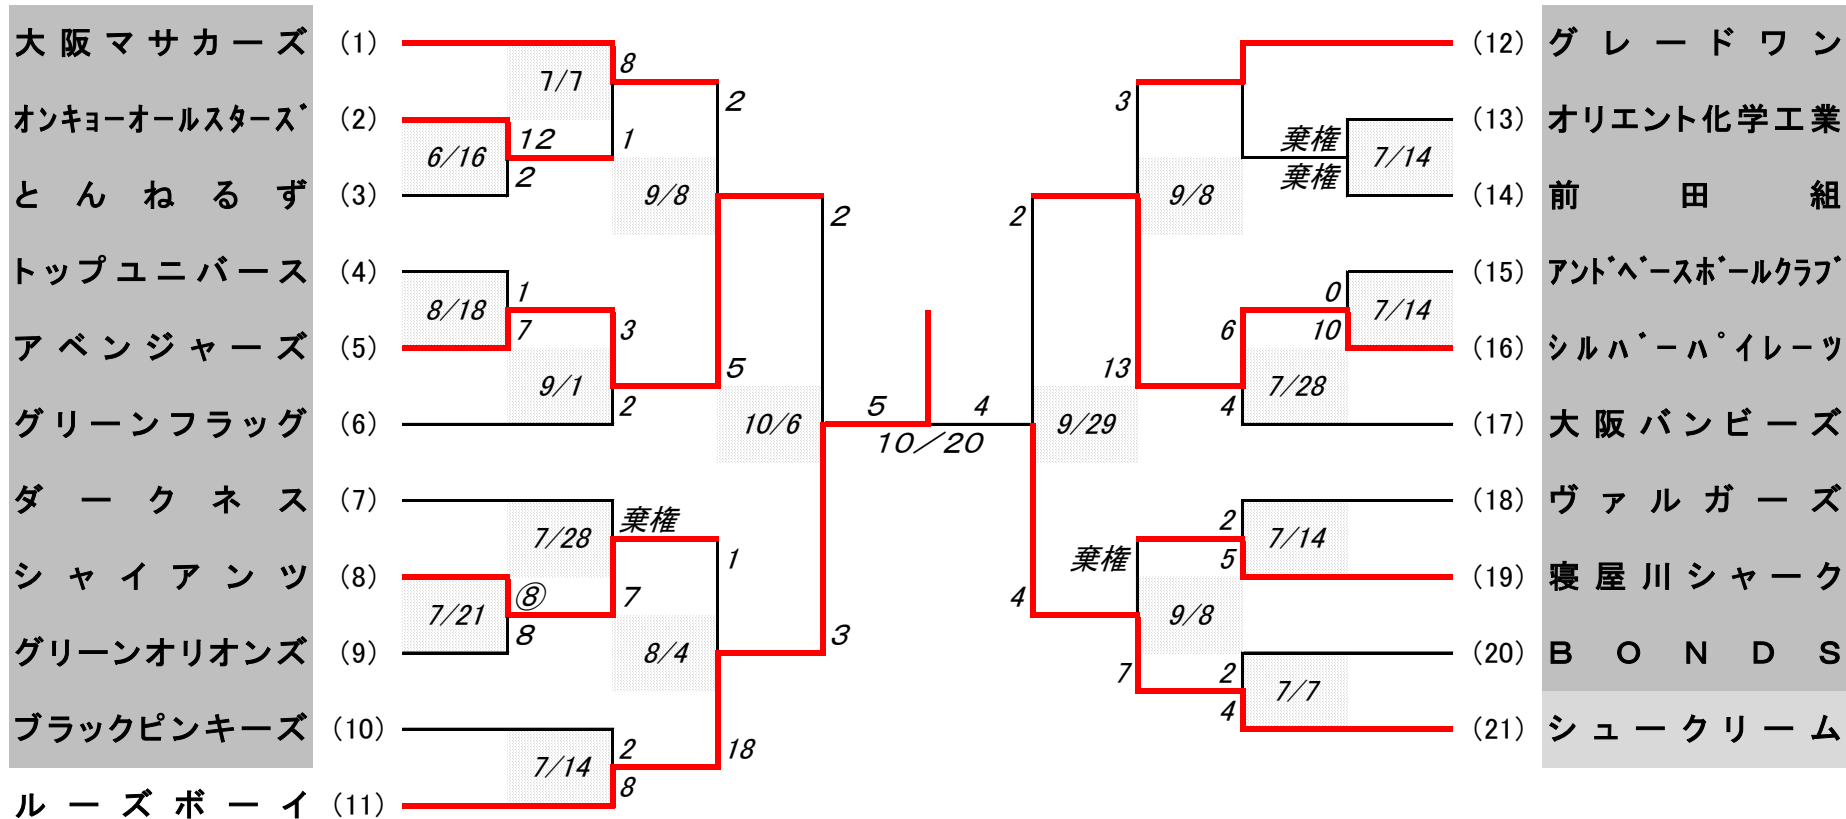 大阪マサカーズ (1)
8
7/7
2
オンキョーオールスターズ (2)
12
1
6/16
2
とんねるず (3)
9/8
2
トップユニバース (4)
1
8/18
7
3
アベンジャーズ (5)
5
9/1
2
グリーンフラッグ (6)
10/6
5
4
10/20
ダークネス (7)
棄権
7/28
1
シャイアンツ (8)
⑧
7
7/21
8
3
グリーンオリオンズ (9)
8/4
ブラックピンキーズ (10)
2
18
7/14
8
ルーズボーイ (11)
(12) グレードワン
3
(13) オリエント化学工業
棄権
7/14
棄権
(14) 前田組
9/8
2
(15) アンドベースボールクラブ
0
7/14
6
10
(16) シルバーパイレーツ
13
7/28
4
(17) 大阪バンビーズ
9/29
(18) ヴァルガーズ
2
7/14
棄権
5
(19) 寝屋川シャーク
4
9/8
(20) BONDS
7
2
7/7
4
(21) シュークリーム